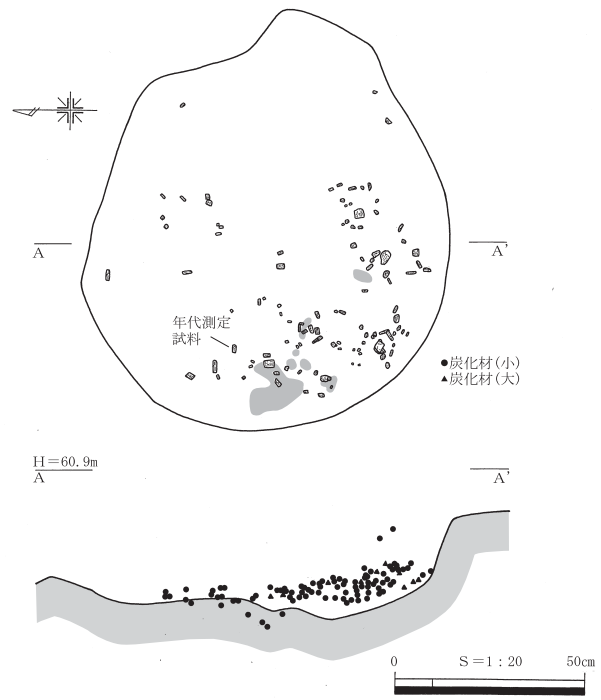 A
A'
年代測定
試料
●炭化材(小)
▲炭化材(大)
H=60.9m
A
A'
0 S=1:20 50cm